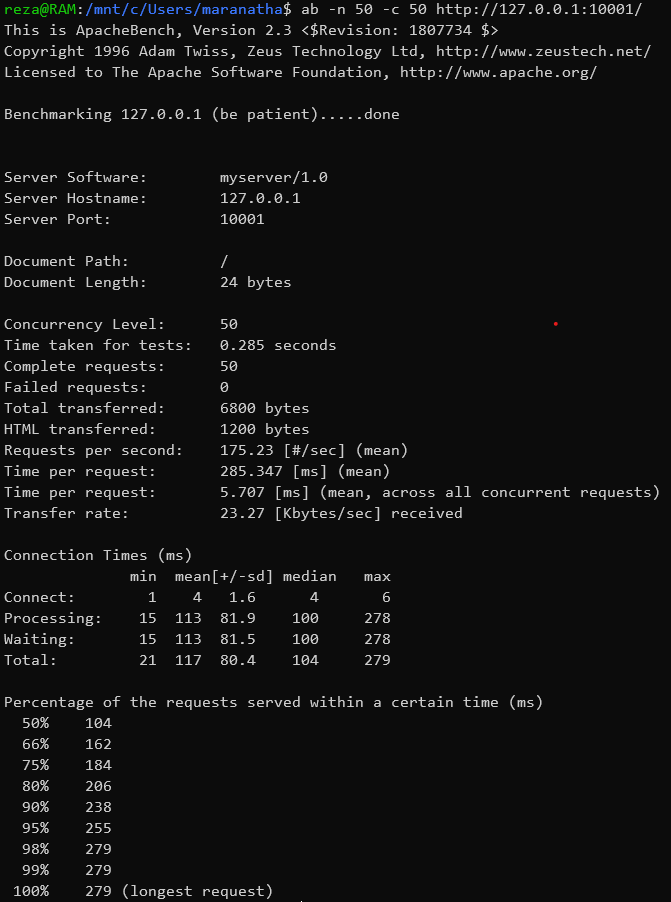 reza@RAM:/mnt/c/Users/maranatha$ ab -n 50 -c 50 http://127.0.0.1:10001/
This is ApacheBench, Version 2.3 <$Revision: 1807734 $>
Copyright 1996 Adam Twiss, Zeus Technology Ltd, http://www.zeustech.net/
Licensed to The Apache Software Foundation, http://www.apache.org/

Benchmarking 127.0.0.1 (be patient).....done


Server Software:        myserver/1.0
Server Hostname:        127.0.0.1
Server Port:            10001

Document Path:          /
Document Length:        24 bytes

Concurrency Level:      50
Time taken for tests:   0.285 seconds
Complete requests:      50
Failed requests:        0
Total transferred:      6800 bytes
HTML transferred:       1200 bytes
Requests per second:    175.23 [#/sec] (mean)
Time per request:       285.347 [ms] (mean)
Time per request:       5.707 [ms] (mean, across all concurrent requests)
Transfer rate:          23.27 [Kbytes/sec] received

Connection Times (ms)
              min  mean[+/-sd] median   max
Connect:        1    4   1.6      4       6
Processing:    15  113  81.9    100     278
Waiting:       15  113  81.5    100     278
Total:         21  117  80.4    104     279

Percentage of the requests served within a certain time (ms)
  50%    104
  66%    162
  75%    184
  80%    206
  90%    238
  95%    255
  98%    279
  99%    279
 100%    279 (longest request)